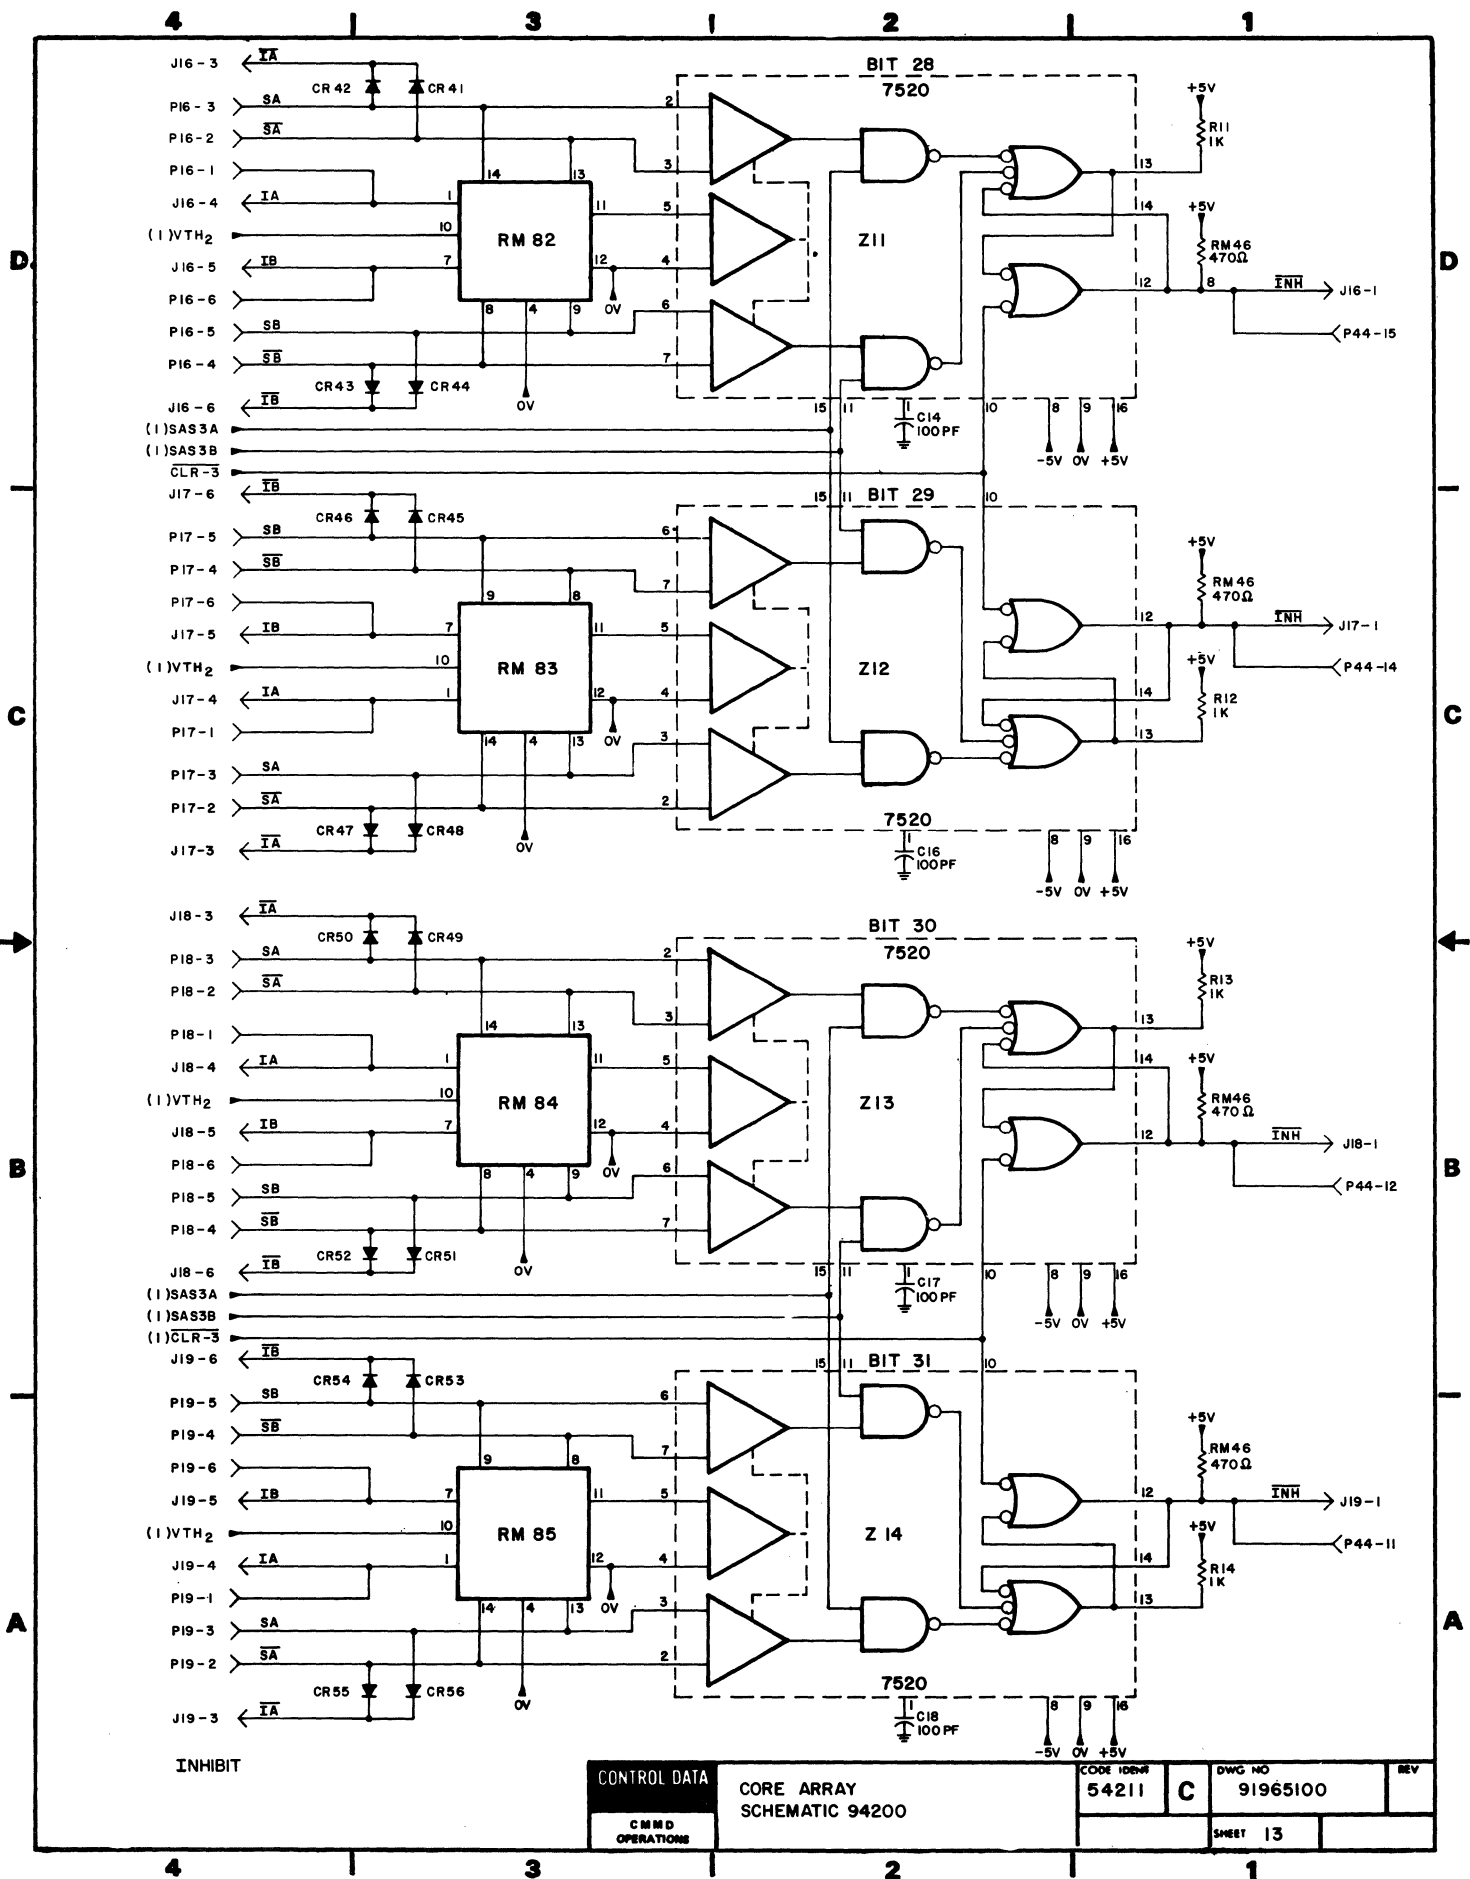 4 3 2 1
BIT 28
7520
J16-3 IA
CR42 CR41
P16-3 SA 2
P16-2 SA
P16-1 3
14 13
J16-4 IA 1 11 5
(1)VTH2 10 RM 82 Z11
J16-5 IB 7 12 4
P16-6 8 4 9 0V 6
P16-5 SB
P16-4 SB 7
CR43 CR44
J16-6 IB 0V
+5V
R11
1K
13
14
+5V
RM46
470Ω
12 8 INH J16-1
P44-15
15 11 1 C14
100PF
10 8 9 16
-5V 0V +5V
(1)SAS3A
(1)SAS3B
CLR-3
D D
J17-6 IB
15 11 BIT 29 10
CR46 CR45
P17-5 SB 6
P17-4 SB
P17-6 7
9 8
J17-5 IB 7 11 5
(1)VTH2 10 RM 83 Z12
J17-4 IA 1 12 4
P17-1 14 4 13 0V 3
P17-3 SA
P17-2 SA 2
CR47 CR48
J17-3 IA 0V
+5V
RM46
470Ω
12 INH J17-1
P44-14
+5V
14 R12
1K
13
7520
1 C16
100PF
8 9 16
-5V 0V +5V
C C
J18-3 IA
BIT 30
7520
CR50 CR49
P18-3 SA 2
P18-2 SA
3
P18-1 14 13
J18-4 IA 1 11 5
(1)VTH2 10 RM 84 Z13
J18-5 IB 7 12 4
P18-6 8 4 9 0V 6
P18-5 SB
P18-4 SB 7
CR52 CR51
J18-6 IB 0V
+5V
R13
1K
13
14
+5V
RM46
470Ω
12 INH J18-1
P44-12
15 11 1 C17
100PF
10 8 9 16
-5V 0V +5V
(1)SAS3A
(1)SAS3B
(1)CLR-3
B B
J19-6 IB
15 11 BIT 31 10
CR54 CR53
P19-5 SB 6
P19-4 SB
7
P19-6 9 8
J19-5 IB 7 11 5
(1)VTH2 10 RM 85 Z14
J19-4 IA 1 12 4
P19-1 14 4 13 0V 3
P19-3 SA
P19-2 SA 2
CR55 CR56
J19-3 IA 0V
+5V
RM46
470Ω
12 INH J19-1
P44-11
+5V
14 R14
1K
13
7520
1 C18
100PF
8 9 16
-5V 0V +5V
A A
INHIBIT
CONTROL DATA
CMMD
OPERATIONS
CORE ARRAY
SCHEMATIC 94200
CODE IDENT
54211
C
DWG NO
91965100
REV
SHEET 13
4 3 2 1